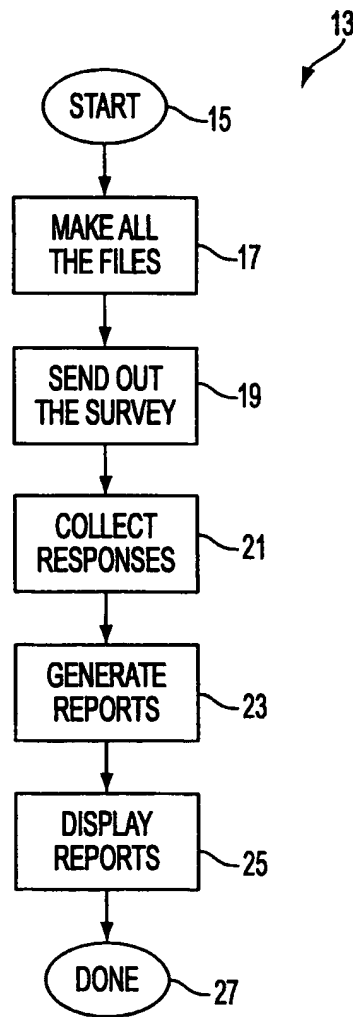 13
START
15
MAKE ALL
THE FILES
17
SEND OUT
THE SURVEY
19
COLLECT
RESPONSES
21
GENERATE
REPORTS
23
DISPLAY
REPORTS
25
DONE
27